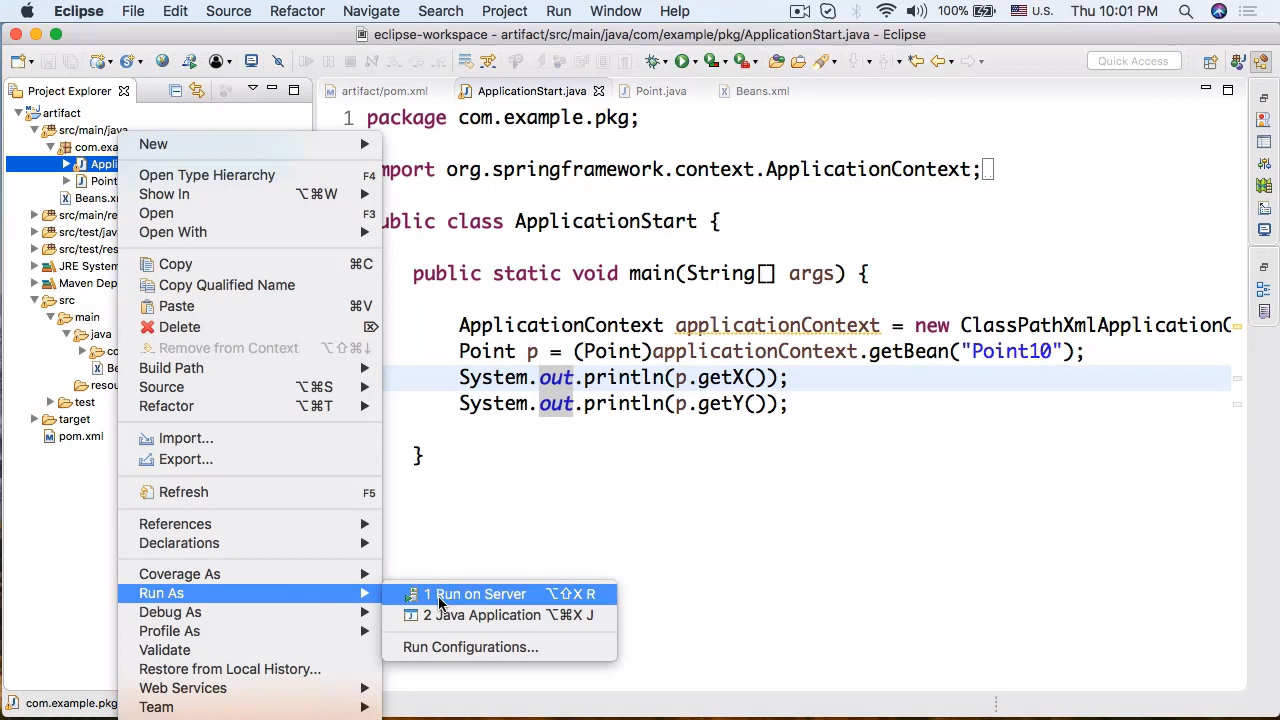 Eclipse File Edit Source Refactor Navigate Search Project Run Window Help 100% U.S. Thu 10:01 PM
eclipse-workspace - artifact/src/main/java/com/example/pkg/ApplicationStart.java - Eclipse
Quick Access
Project Explorer
artifact/pom.xml ApplicationStart.java Point.java Beans.xml
artifact
src/main/java
com.exa
Appli
Point
Beans.x
src/main/re
src/test/jav
src/test/res
JRE System
Maven Dep
src
main
java
co
Be
resou
test
target
pom.xml
New
Open Type Hierarchy F4
Show In ⌥⌘W
Open F3
Open With
Copy ⌘C
Copy Qualified Name
Paste ⌘V
Delete ⌦
Remove from Context ⌥⇧⌘↓
Build Path
Source ⌥⌘S
Refactor ⌥⌘T
Import...
Export...
Refresh F5
References
Declarations
Coverage As
Run As
Debug As
Profile As
Validate
Restore from Local History...
Web Services
Team
1 Run on Server ⌥⇧X R
2 Java Application ⌥⌘X J
Run Configurations...
1 package com.example.pkg;
mport org.springframework.context.ApplicationContext;
ublic class ApplicationStart {
public static void main(String[] args) {
ApplicationContext applicationContext = new ClassPathXmlApplicationC
Point p = (Point)applicationContext.getBean("Point10");
System.out.println(p.getX());
System.out.println(p.getY());
}
com.example.pkg